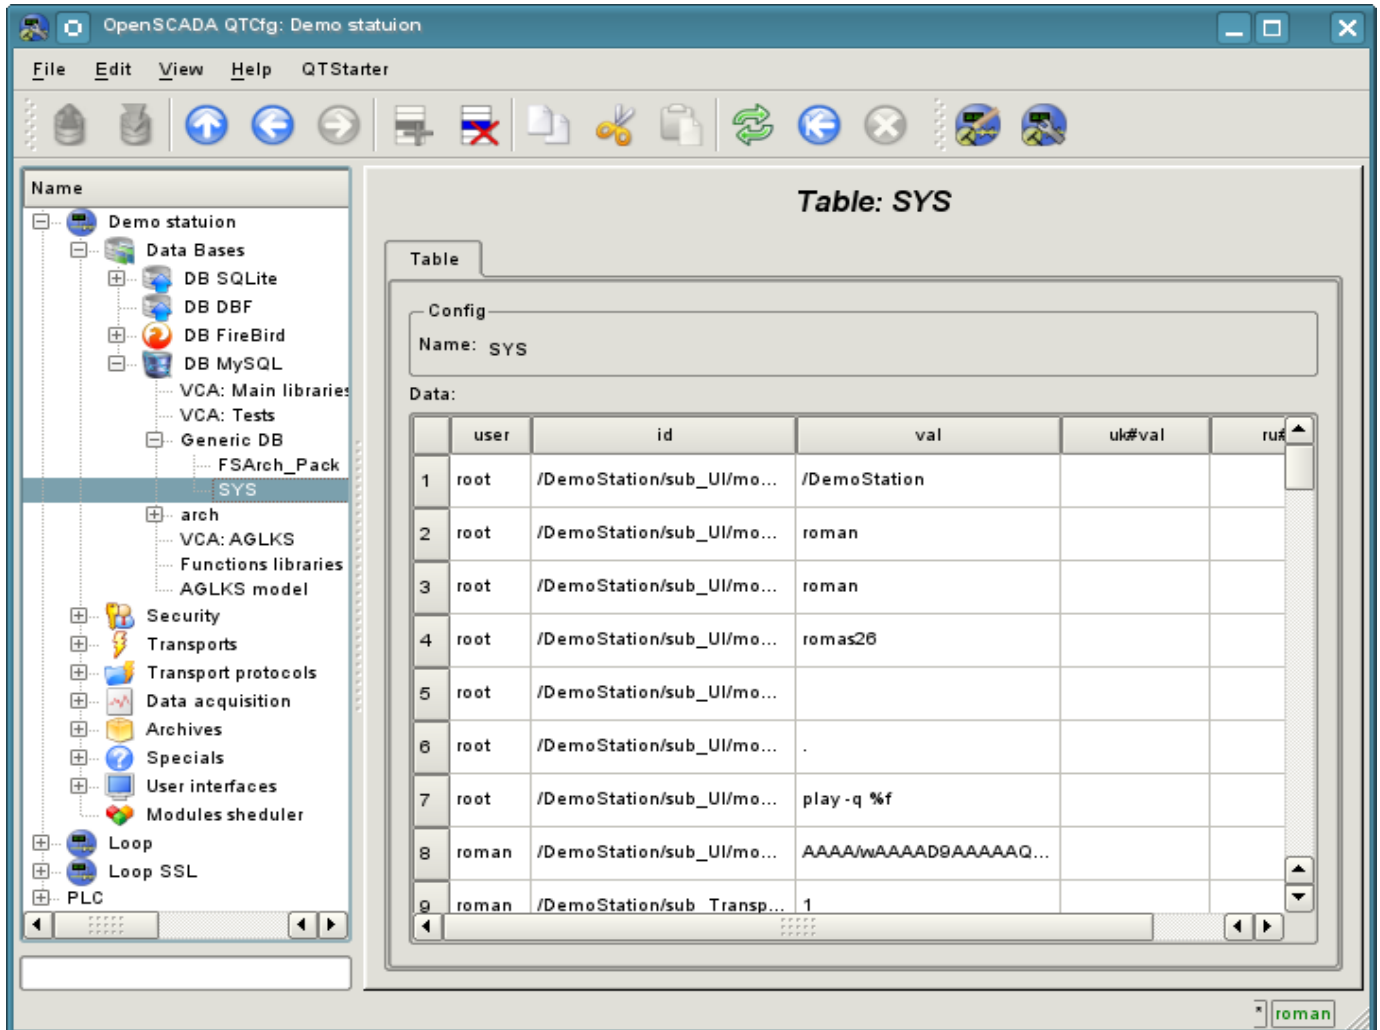 OpenSCADA QTCfg: Demo statuion
File Edit View Help QTStarter
Name
Demo statuion
Data Bases
DB SQLite
DB DBF
DB FireBird
DB MySQL
VCA: Main libraries
VCA: Tests
Generic DB
FSArch_Pack
SYS
arch
VCA: AGLKS
Functions libraries
AGLKS model
Security
Transports
Transport protocols
Data acquisition
Archives
Specials
User interfaces
Modules sheduler
Loop
Loop SSL
PLC
Table: SYS
Table
Config
Name: SYS
Data:
user id val uk#val ru#
1 root /DemoStation/sub_UI/mo... /DemoStation
2 root /DemoStation/sub_UI/mo... roman
3 root /DemoStation/sub_UI/mo... roman
4 root /DemoStation/sub_UI/mo... romas26
5 root /DemoStation/sub_UI/mo...
6 root /DemoStation/sub_UI/mo... .
7 root /DemoStation/sub_UI/mo... play -q %f
8 roman /DemoStation/sub_UI/mo... AAAA/wAAAAD9AAAAAQ...
9 roman /DemoStation/sub_Transp... 1
* roman